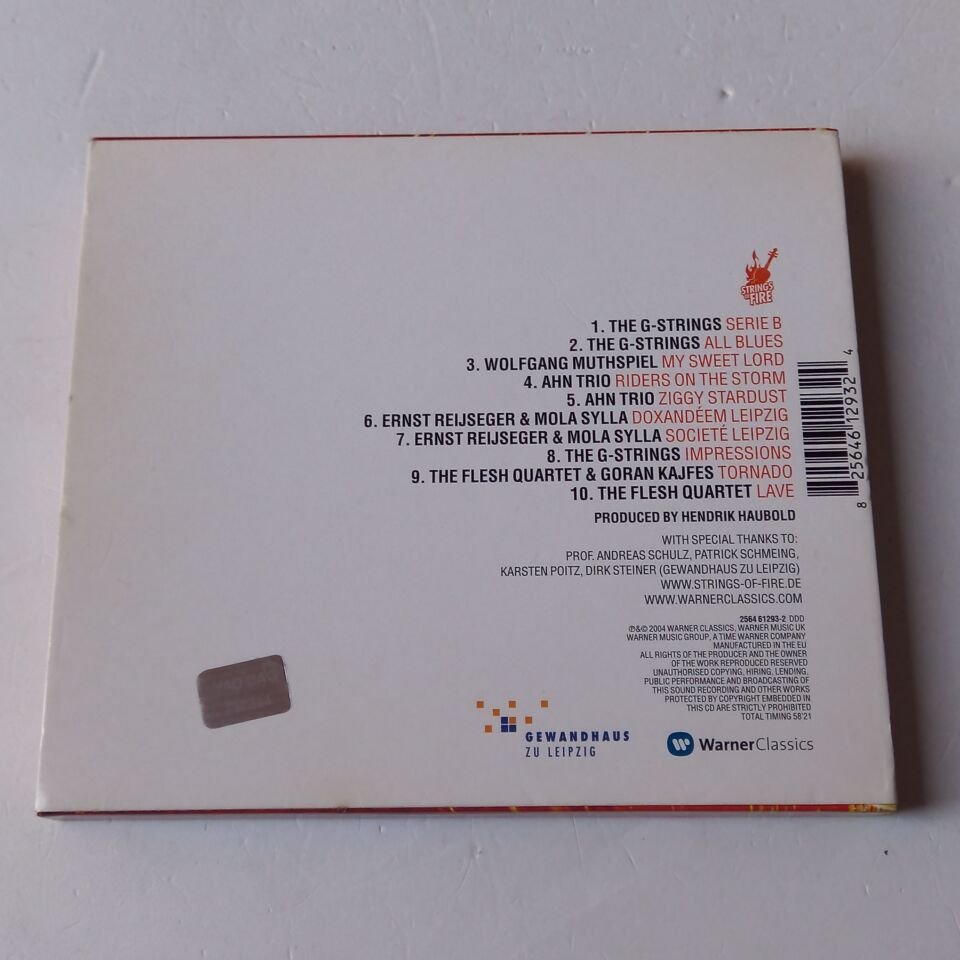 STRINGS
OF
FIRE
1. THE G-STRINGS SERIE B
2. THE G-STRINGS ALL BLUES
3. WOLFGANG MUTHSPIEL MY SWEET LORD
4. AHN TRIO RIDERS ON THE STORM
5. AHN TRIO ZIGGY STARDUST
6. ERNST REIJSEGER & MOLA SYLLA DOXANDÉEM LEIPZIG
7. ERNST REIJSEGER & MOLA SYLLA SOCIETÉ LEIPZIG
8. THE G-STRINGS IMPRESSIONS
9. THE FLESH QUARTET & GORAN KAJFES TORNADO
10. THE FLESH QUARTET LAVE
8 25646 12932 4
PRODUCED BY HENDRIK HAUBOLD
WITH SPECIAL THANKS TO:
PROF. ANDREAS SCHULZ, PATRICK SCHMEING,
KARSTEN POITZ, DIRK STEINER (GEWANDHAUS ZU LEIPZIG)
WWW.STRINGS-OF-FIRE.DE
WWW.WARNERCLASSICS.COM
2564 61293-2 DDD
℗&© 2004 WARNER CLASSICS, WARNER MUSIC UK
WARNER MUSIC GROUP, A TIME WARNER COMPANY
MANUFACTURED IN THE EU
ALL RIGHTS OF THE PRODUCER AND THE OWNER
OF THE WORK REPRODUCED RESERVED
UNAUTHORISED COPYING, HIRING, LENDING,
PUBLIC PERFORMANCE AND BROADCASTING OF
THIS SOUND RECORDING AND OTHER WORKS
PROTECTED BY COPYRIGHT EMBEDDED IN
THIS CD ARE STRICTLY PROHIBITED
TOTAL TIMING 58'21
GEWANDHAUS
ZU LEIPZIG
WarnerClassics